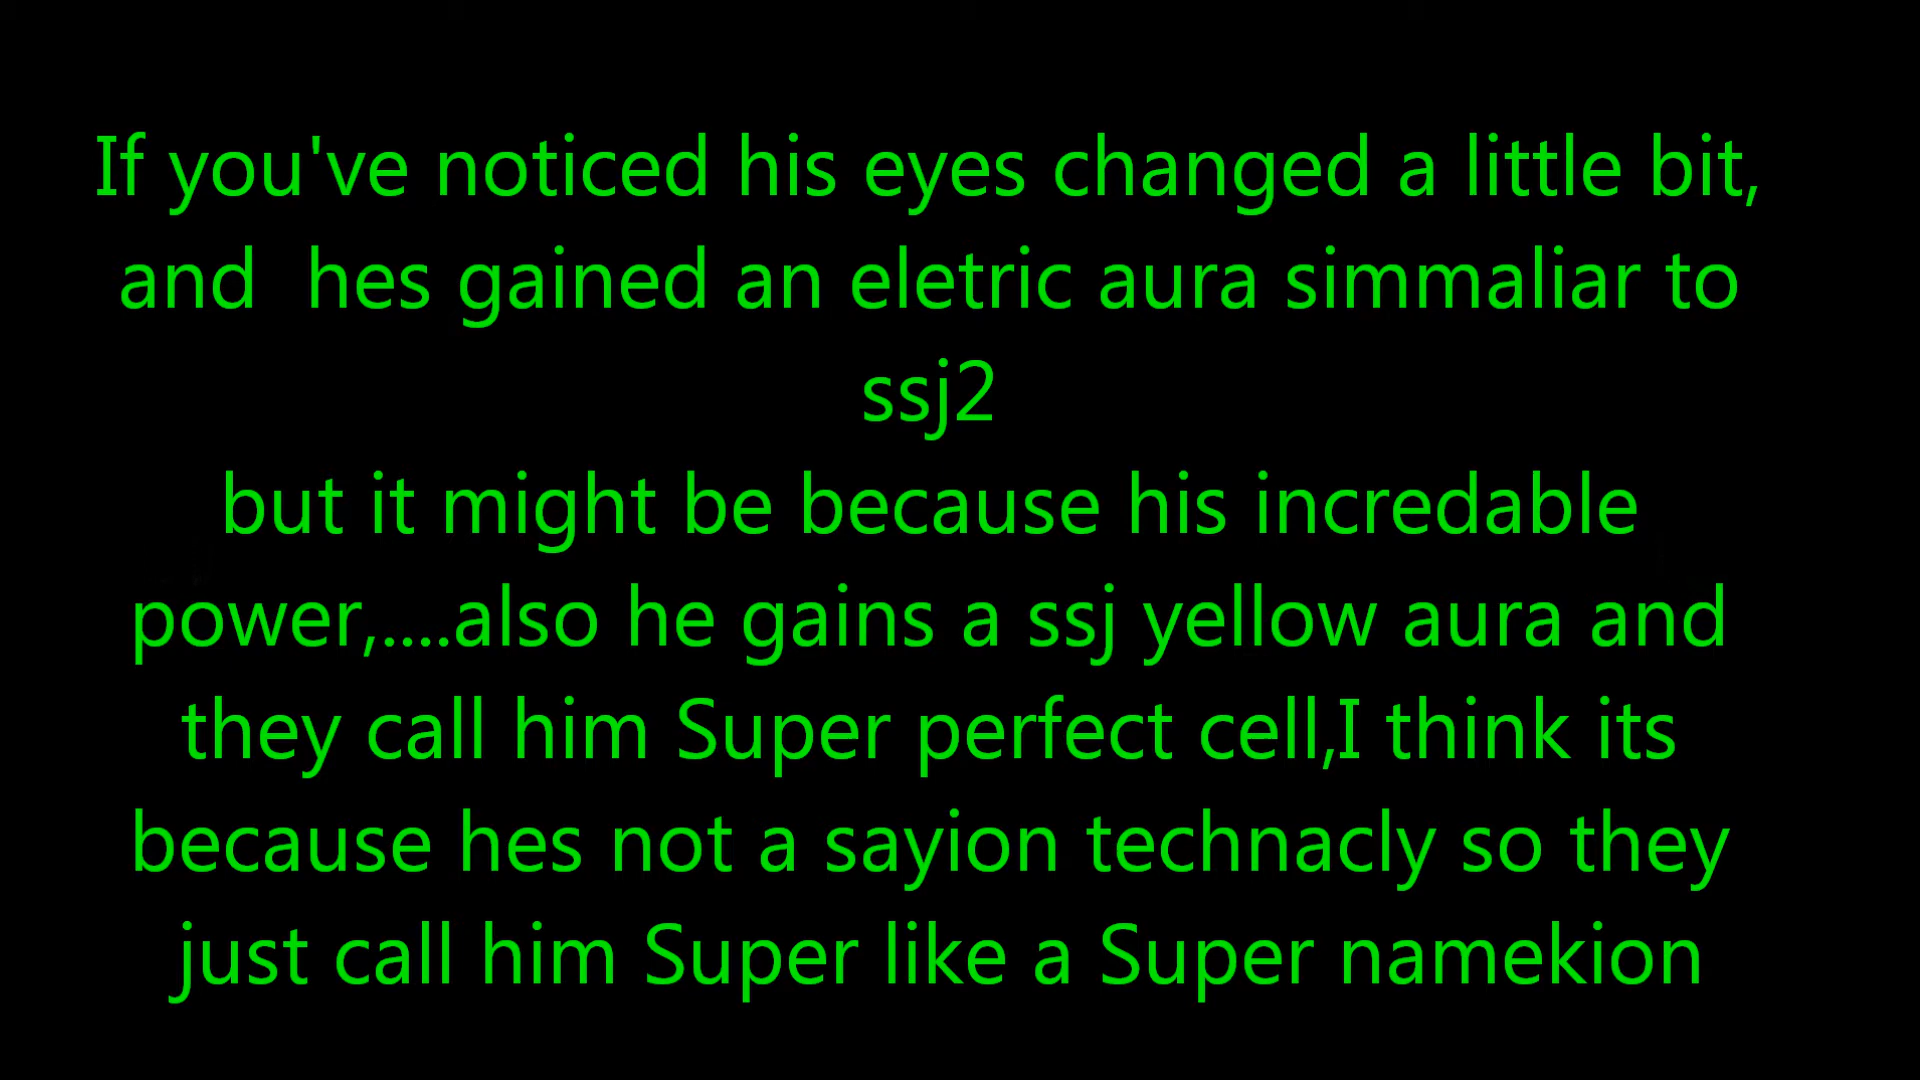 If you've noticed his eyes changed a little bit,
and  hes gained an eletric aura simmaliar to
ssj2
but it might be because his incredable
power,....also he gains a ssj yellow aura and
they call him Super perfect cell,I think its
because hes not a sayion technacly so they
just call him Super like a Super namekion